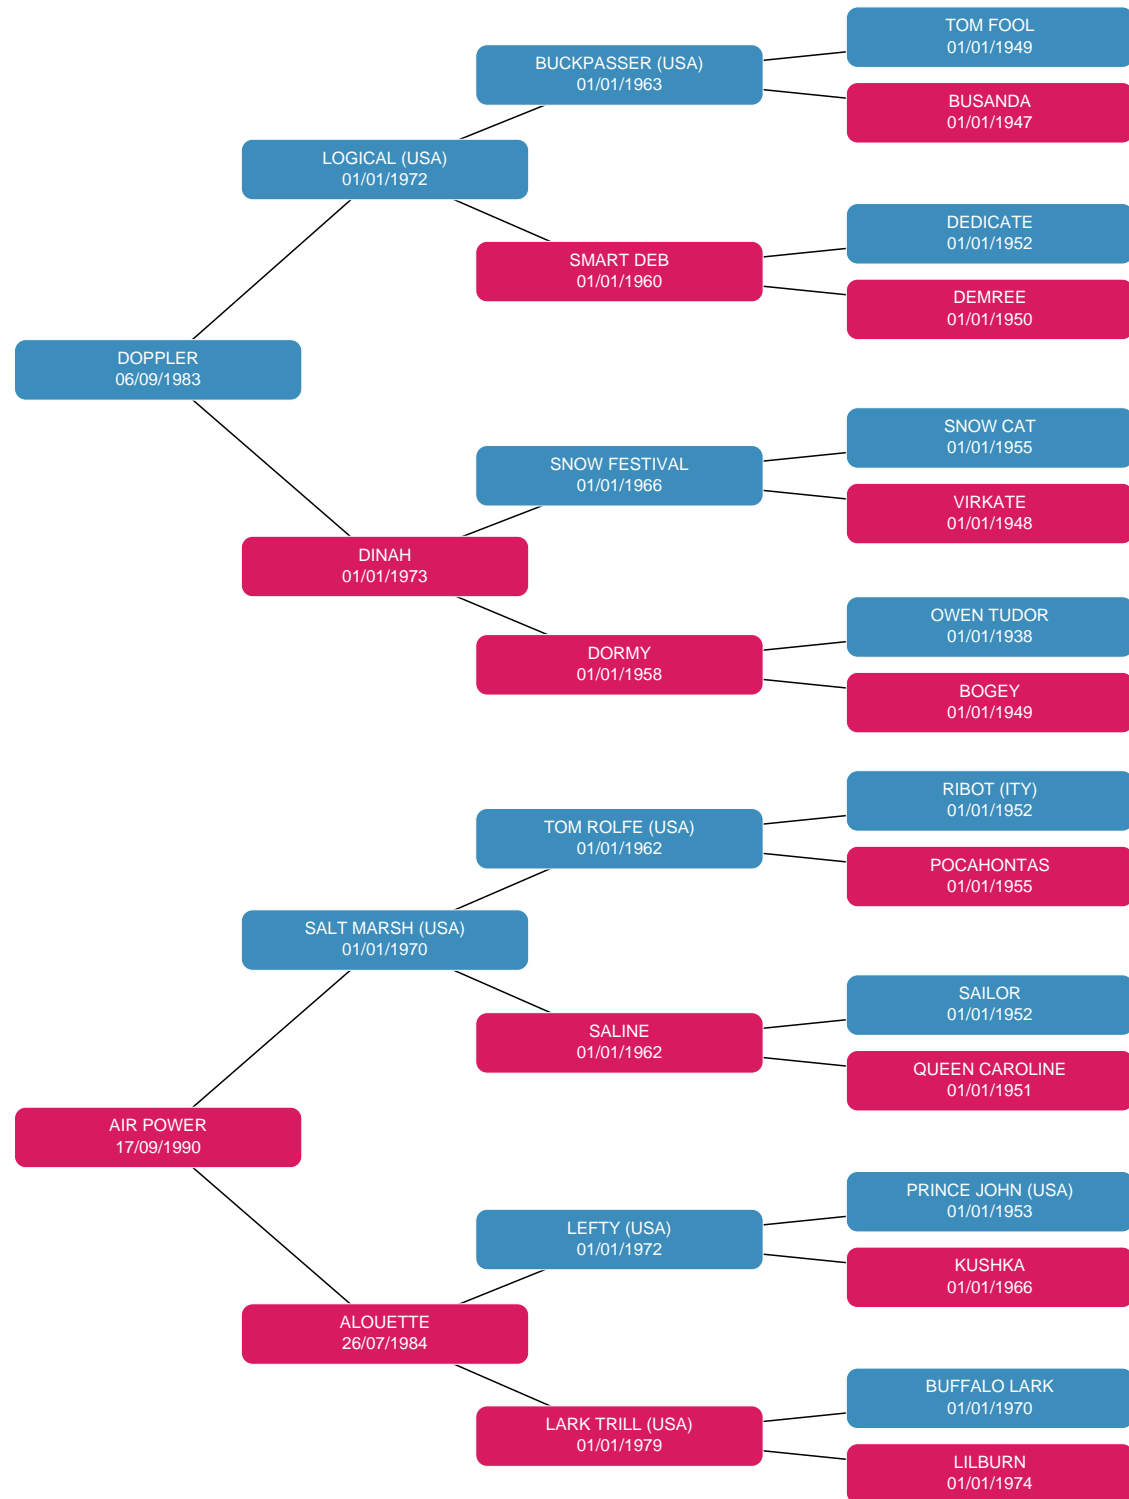 TOM FOOL
01/01/1949
BUCKPASSER (USA)
01/01/1963
BUSANDA
01/01/1947
LOGICAL (USA)
01/01/1972
DEDICATE
01/01/1952
SMART DEB
01/01/1960
DEMREE
01/01/1950
DOPPLER
06/09/1983
SNOW CAT
01/01/1955
SNOW FESTIVAL
01/01/1966
VIRKATE
01/01/1948
DINAH
01/01/1973
OWEN TUDOR
01/01/1938
DORMY
01/01/1958
BOGEY
01/01/1949
RIBOT (ITY)
01/01/1952
TOM ROLFE (USA)
01/01/1962
POCAHONTAS
01/01/1955
SALT MARSH (USA)
01/01/1970
SAILOR
01/01/1952
SALINE
01/01/1962
QUEEN CAROLINE
01/01/1951
AIR POWER
17/09/1990
PRINCE JOHN (USA)
01/01/1953
LEFTY (USA)
01/01/1972
KUSHKA
01/01/1966
ALOUETTE
26/07/1984
BUFFALO LARK
01/01/1970
LARK TRILL (USA)
01/01/1979
LILBURN
01/01/1974